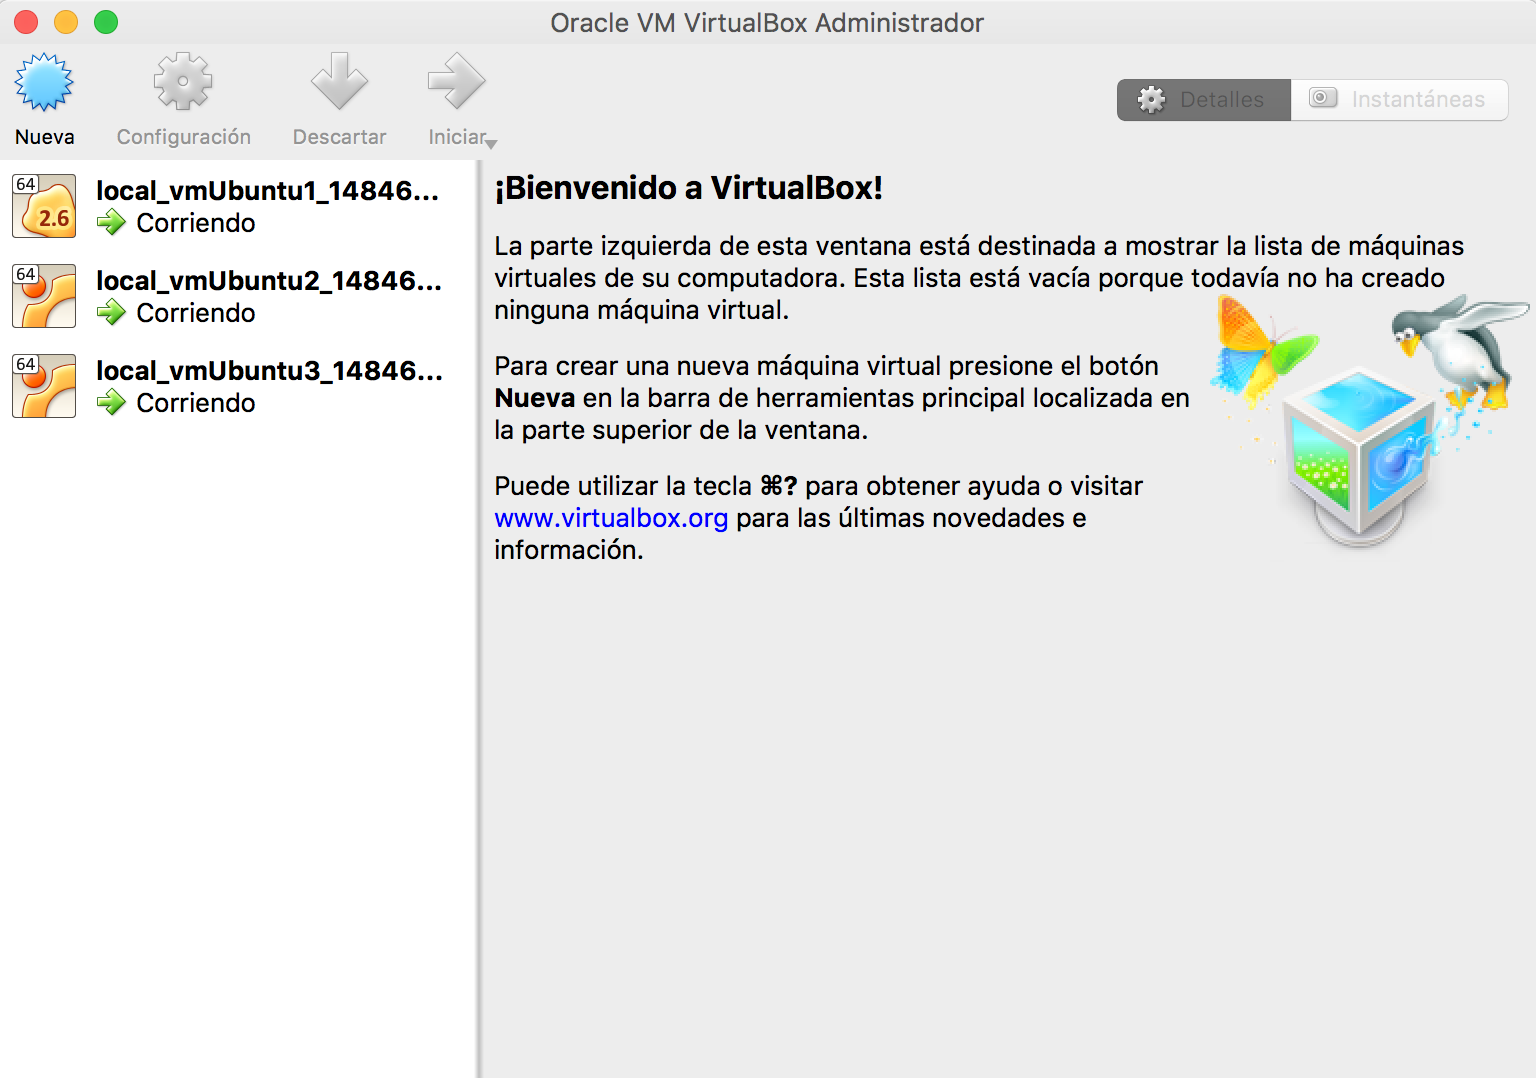 Oracle VM VirtualBox Administrador
Nueva
Configuración
Descartar
Iniciar
Detalles
Instantáneas
64
2.6
local_vmUbuntu1_14846...
Corriendo
64
local_vmUbuntu2_14846...
Corriendo
64
local_vmUbuntu3_14846...
Corriendo
¡Bienvenido a VirtualBox!
La parte izquierda de esta ventana está destinada a mostrar la lista de máquinas
virtuales de su computadora. Esta lista está vacía porque todavía no ha creado
ninguna máquina virtual.
Para crear una nueva máquina virtual presione el botón
Nueva en la barra de herramientas principal localizada en
la parte superior de la ventana.
Puede utilizar la tecla ⌘? para obtener ayuda o visitar
www.virtualbox.org para las últimas novedades e
información.